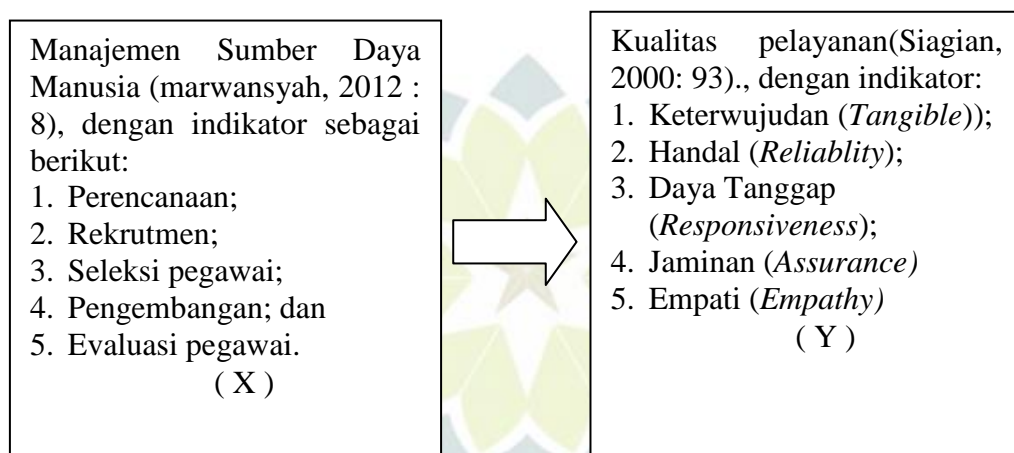 Manajemen Sumber Daya
Manusia (marwansyah, 2012 :
8), dengan indikator sebagai
berikut:
1. Perencanaan;
2. Rekrutmen;
3. Seleksi pegawai;
4. Pengembangan; dan
5. Evaluasi pegawai.
( X )
Kualitas pelayanan(Siagian,
2000: 93)., dengan indikator:
1. Keterwujudan (Tangible));
2. Handal (Reliablity);
3. Daya Tanggap
(Responsiveness);
4. Jaminan (Assurance)
5. Empati (Empathy)
( Y )